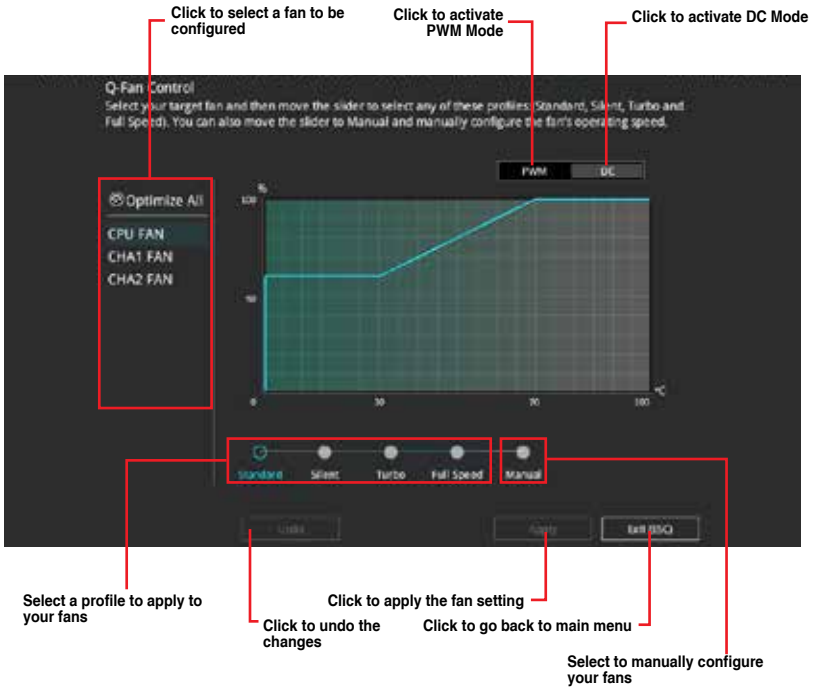 Click to select a fan to be
configured
Click to activate
PWM Mode
Click to activate DC Mode
Q-Fan Control
Select your target fan and then move the slider to select any of these profiles: (Standard, Silent, Turbo and
Full Speed). You can also move the slider to Manual and manually configure the fan's operating speed.
PWM
DC
Optimize All
CPU FAN
CHA1 FAN
CHA2 FAN
%
100
50
0
30
70
100
°C
Standard
Silent
Turbo
Full Speed
Manual
Undo
Apply
Exit (ESC)
Select a profile to apply to
your fans
Click to undo the
changes
Click to apply the fan setting
Click to go back to main menu
Select to manually configure
your fans